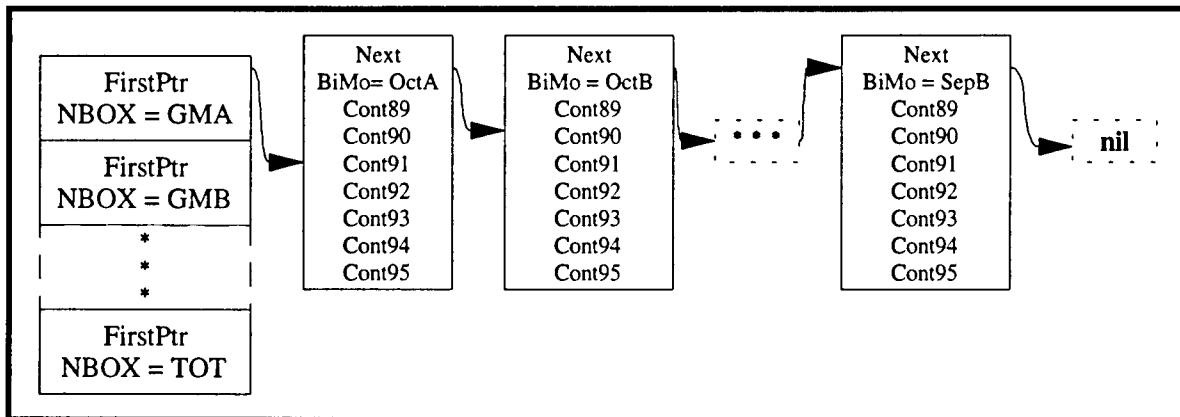 FirstPtr
NBOX = GMA
FirstPtr
NBOX = GMB
*
*
*
FirstPtr
NBOX = TOT
Next
BiMo= OctA
Cont89
Cont90
Cont91
Cont92
Cont93
Cont94
Cont95
Next
BiMo = OctB
Cont89
Cont90
Cont91
Cont92
Cont93
Cont94
Cont95
* * *
Next
BiMo = SepB
Cont89
Cont90
Cont91
Cont92
Cont93
Cont94
Cont95
nil